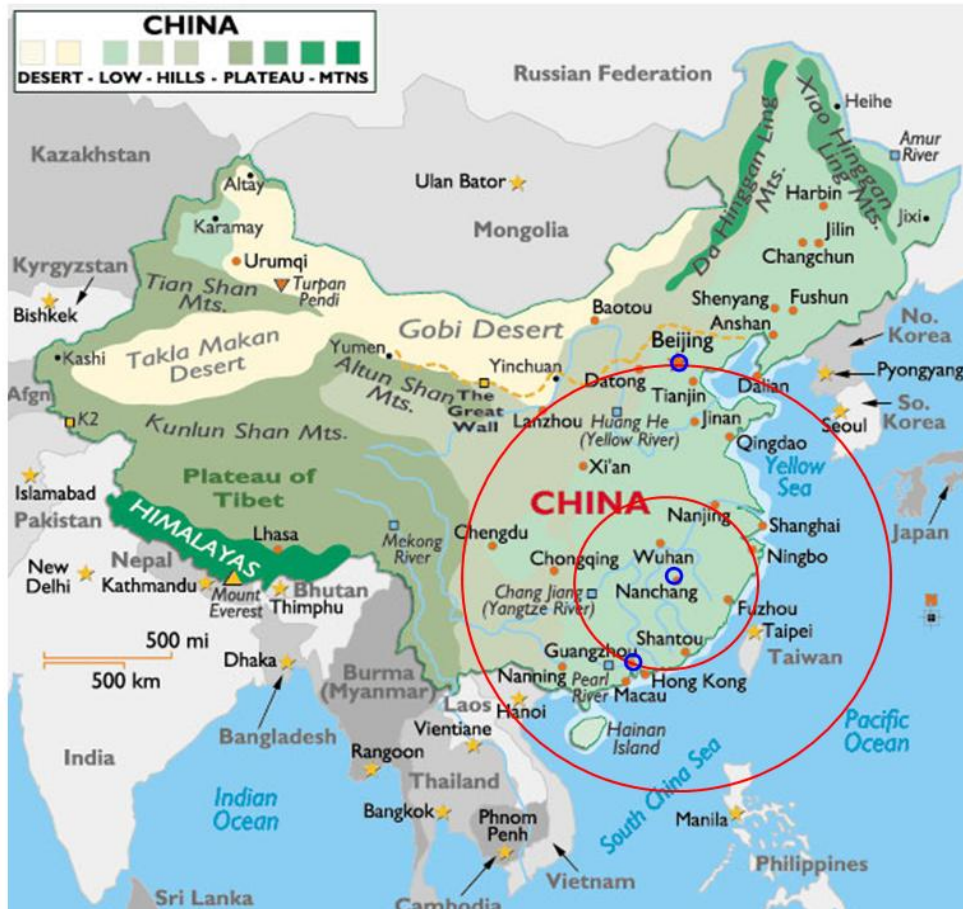 CHINA
DESERT - LOW - HILLS - PLATEAU - MTNS
Russian Federation
Heihe
Amur
River
Xiao Hinggan
Ling Mts.
Da Hinggan Ling
Mts.
Kazakhstan
Altay
Ulan Bator
Mongolia
Harbin
Jixi
Jilin
Changchun
Karamay
Urumqi
Turpan
Pendi
Kyrgyzstan
Bishkek
Tian Shan
Mts.
Shenyang
Fushun
Anshan
Baotou
Gobi Desert
Beijing
No.
Korea
Takla Makan
Desert
Kashi
Yumen
Yinchuan
Datong
Tianjin
Dalian
Pyongyang
Altun Shan
Mts.
The
Great
Wall
Lanzhou
Huang He
(Yellow River)
Jinan
Qingdao
Seoul
So.
Korea
Afgn
K2
Kunlun Shan Mts.
Xi'an
Yellow
Sea
Japan
Islamabad
Pakistan
Plateau of
Tibet
CHINA
Nanjing
Shanghai
HIMALAYAS
Lhasa
Mekong
River
Chengdu
Wuhan
Ningbo
New
Delhi
Nepal
Kathmandu
Mount
Everest
Bhutan
Thimphu
Chongqing
Chang Jiang
(Yangtze River)
Nanchang
Fuzhou
Taipei
Taiwan
500 mi
500 km
Dhaka
Burma
(Myanmar)
Shantou
Guangzhou
Nanning
Pearl
River
Hong Kong
Macau
Laos
Hanoi
Vientiane
Hainan
Island
Pacific
Ocean
Bangladesh
India
Rangoon
Thailand
South China Sea
Indian
Ocean
Bangkok
Phnom
Penh
Manila
Vietnam
Philippines
Sri Lanka
Cambodia